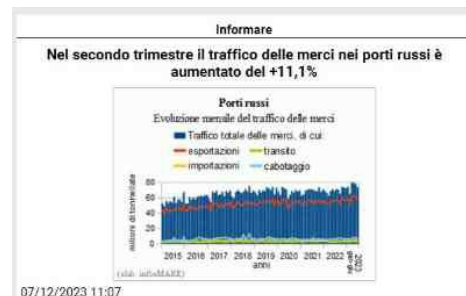 Informare
Nel secondo trimestre il traffico delle merci nei porti russi è
aumentato del +11,1%
Porti russi
Evoluzione mensile del traffico delle merci
Traffico totale delle merci, di cui
esportazioni
transito
importazioni
cabotaggio
milioni di tonnellate
80
60
40
20
0
2015 2016 2017 2018 2019 2020 2021 2022 2023
anni
(elab. inforMARE)
07/12/2023 11:07